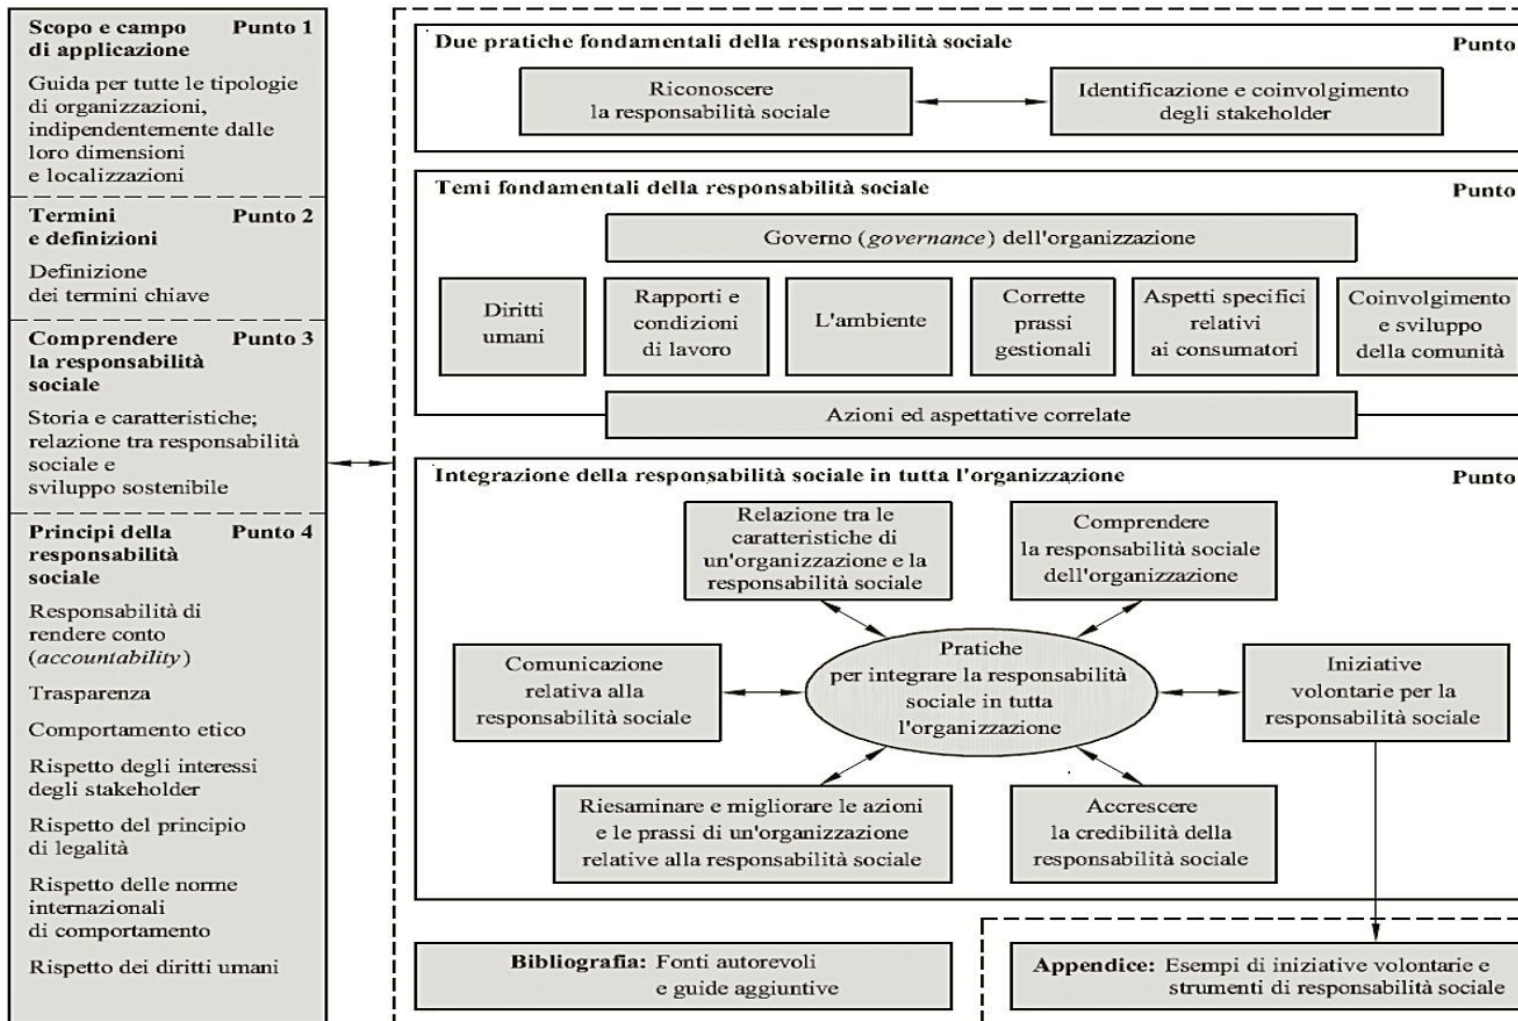 Scopo e campo Punto 1
di applicazione
Guida per tutte le tipologie
di organizzazioni,
indipendentemente dalle
loro dimensioni
e localizzazioni
Termini Punto 2
e definizioni
Definizione
dei termini chiave
Comprendere Punto 3
la responsabilità
sociale
Storia e caratteristiche;
relazione tra responsabilità
sociale e
sviluppo sostenibile
Principi della Punto 4
responsabilità
sociale
Responsabilità di
rendere conto
(accountability)
Trasparenza
Comportamento etico
Rispetto degli interessi
degli stakeholder
Rispetto del principio
di legalità
Rispetto delle norme
internazionali
di comportamento
Rispetto dei diritti umani
Due pratiche fondamentali della responsabilità sociale Punto
Riconoscere
la responsabilità sociale
Identificazione e coinvolgimento
degli stakeholder
Temi fondamentali della responsabilità sociale Punto
Governo (governance) dell'organizzazione
Diritti
umani
Rapporti e
condizioni
di lavoro
L'ambiente
Corrette
prassi
gestionali
Aspetti specifici
relativi
ai consumatori
Coinvolgimento
e sviluppo
della comunità
Azioni ed aspettative correlate
Integrazione della responsabilità sociale in tutta l'organizzazione Punto
Relazione tra le
caratteristiche di
un'organizzazione e la
responsabilità sociale
Comprendere
la responsabilità sociale
dell'organizzazione
Comunicazione
relativa alla
responsabilità sociale
Pratiche
per integrare la responsabilità
sociale in tutta
l'organizzazione
Iniziative
volontarie per la
responsabilità sociale
Riesaminare e migliorare le azioni
e le prassi di un'organizzazione
relative alla responsabilità sociale
Accrescere
la credibilità della
responsabilità sociale
Bibliografia: Fonti autorevoli
e guide aggiuntive
Appendice: Esempi di iniziative volontarie e
strumenti di responsabilità sociale